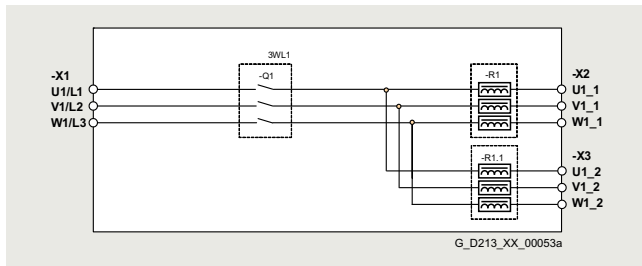 3WL1
-X1
-Q1
-R1
-X2
U1/L1
U1_1
V1/L2
V1_1
W1/L3
W1_1
-R1.1
-X3
U1_2
V1_2
W1_2
G_D213_XX_00053a